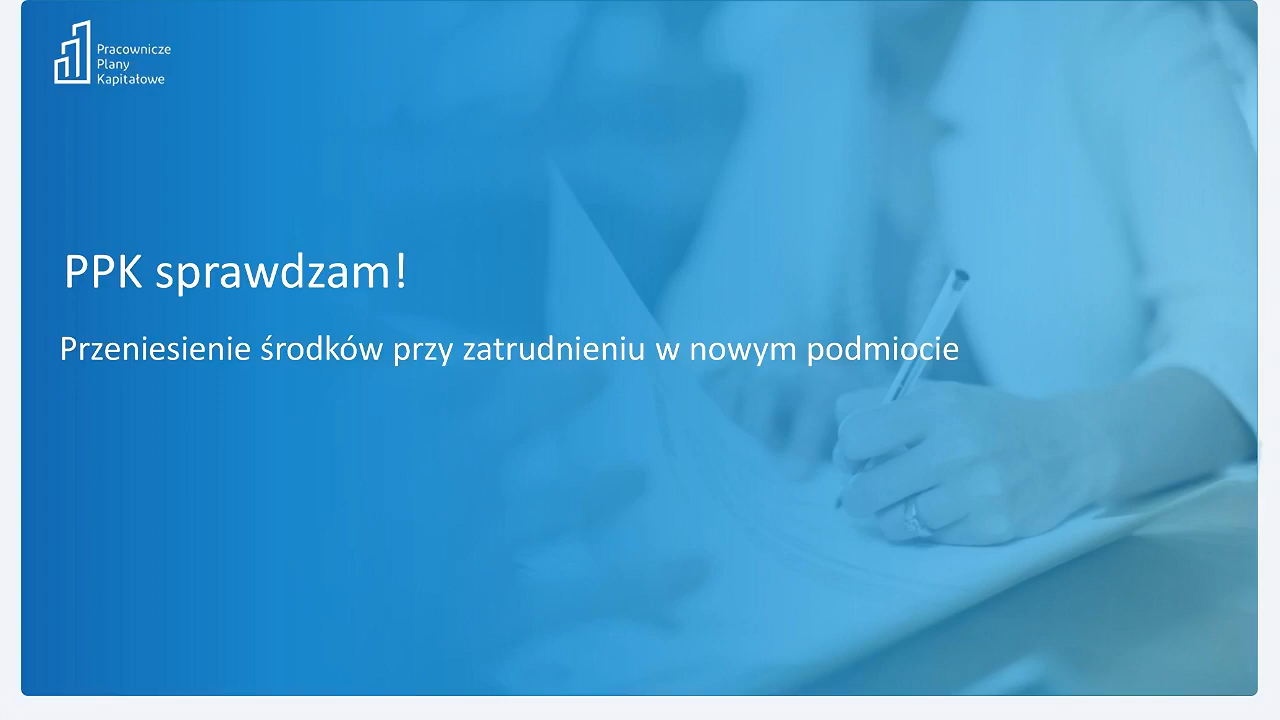 Pracownicze
Plany
Kapitałowe
PPK sprawdzam!
Przeniesienie środków przy zatrudnieniu w nowym podmiocie